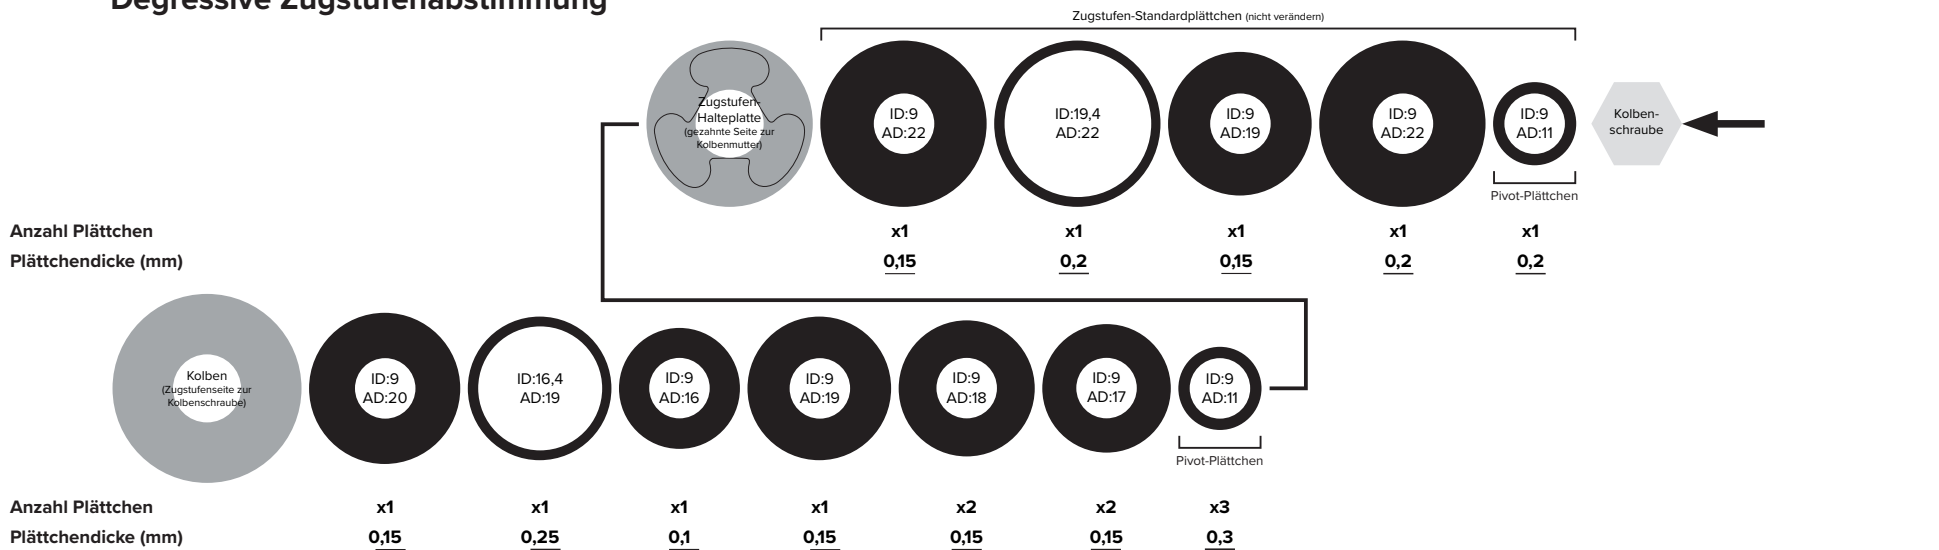 Degressive Zugstufenabstimmung
Zugstufen-Standardplättchen (nicht verändern)
Zugstufen-
Halteplatte
(gezahnte Seite zur
Kolbenmutter)
ID:9
AD:22
ID:19,4
AD:22
ID:9
AD:19
ID:9
AD:22
ID:9
AD:11
Kolben-
schraube
Pivot-Plättchen
Anzahl Plättchen x1 x1 x1 x1 x1
Plättchendicke (mm) 0,15 0,2 0,15 0,2 0,2
Kolben
(Zugstufenseite zur
Kolbenschraube)
ID:9
AD:20
ID:16,4
AD:19
ID:9
AD:16
ID:9
AD:19
ID:9
AD:18
ID:9
AD:17
ID:9
AD:11
Pivot-Plättchen
Anzahl Plättchen x1 x1 x1 x1 x2 x2 x3
Plättchendicke (mm) 0,15 0,25 0,1 0,15 0,15 0,15 0,3